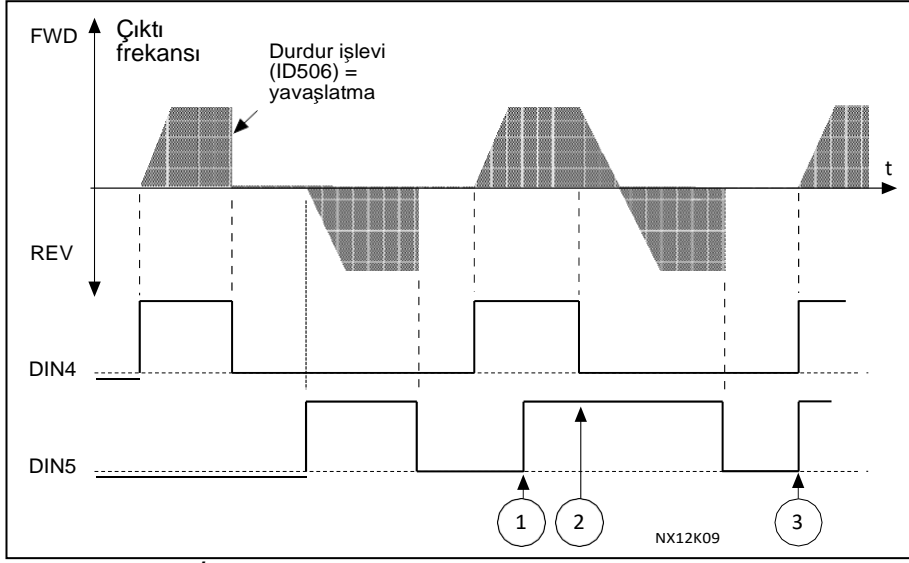 FWD
Çıktı
frekansı
Durdur işlevi
(ID506) =
yavaşlatma
t
REV
DIN4
DIN5
1
2
3
NX12K09